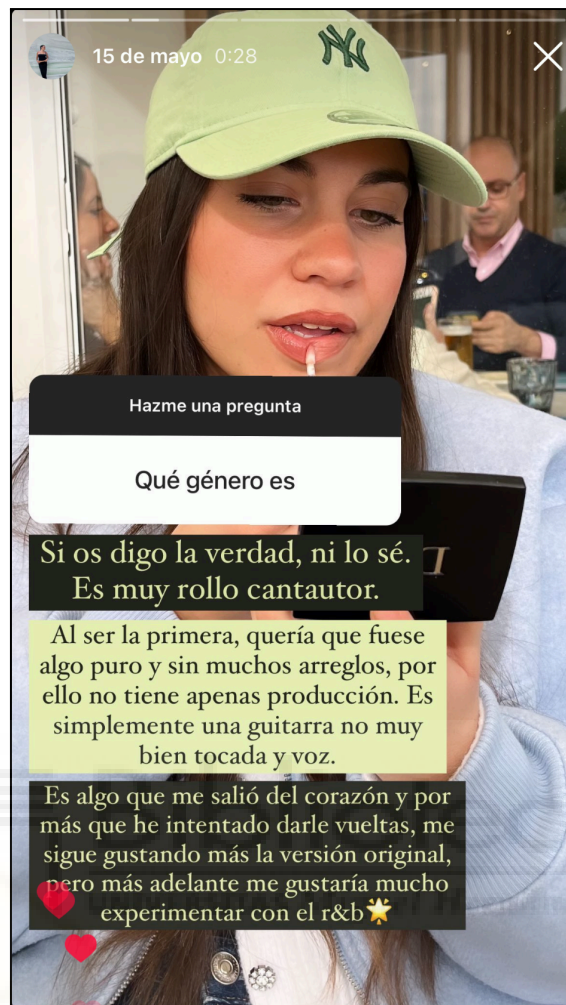 15 de mayo 0:28
NY
Hazme una pregunta
Qué género es
Si os digo la verdad, ni lo sé.
Es muy rollo cantautor.
Al ser la primera, quería que fuese
algo puro y sin muchos arreglos, por
ello no tiene apenas producción. Es
simplemente una guitarra no muy
bien tocada y voz.
Es algo que me salió del corazón y por
más que he intentado darle vueltas, me
sigue gustando más la versión original,
pero más adelante me gustaría mucho
experimentar con el r&b🌟